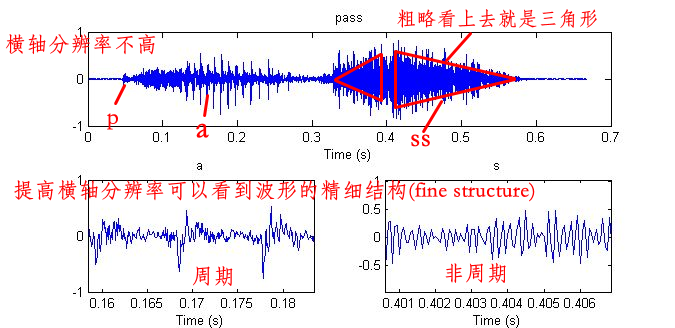 pass
粗略看上去就是三角形
横轴分辨率不高
1
0
-1
p
a
ss
0 0.1 0.2 0.3 0.4 0.5 0.6 0.7
Time (s)
a
s
提高横轴分辨率可以看到波形的精细结构(fine structure)
1
0
-1
周期
0.16 0.165 0.17 0.175 0.18
Time (s)
1
0.5
0
-0.5
非周期
0.401 0.402 0.403 0.404 0.405 0.406
Time (s)